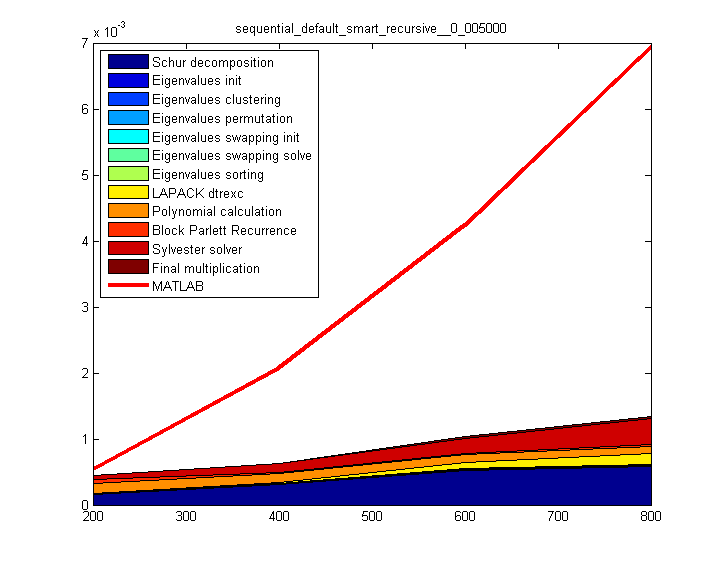 sequential_default_smart_recursive__0_005000
x 10-3
7
6
5
4
3
2
1
0
Schur decomposition
Eigenvalues init
Eigenvalues clustering
Eigenvalues permutation
Eigenvalues swapping init
Eigenvalues swapping solve
Eigenvalues sorting
LAPACK dtrexc
Polynomial calculation
Block Parlett Recurrence
Sylvester solver
Final multiplication
MATLAB
200 300 400 500 600 700 800